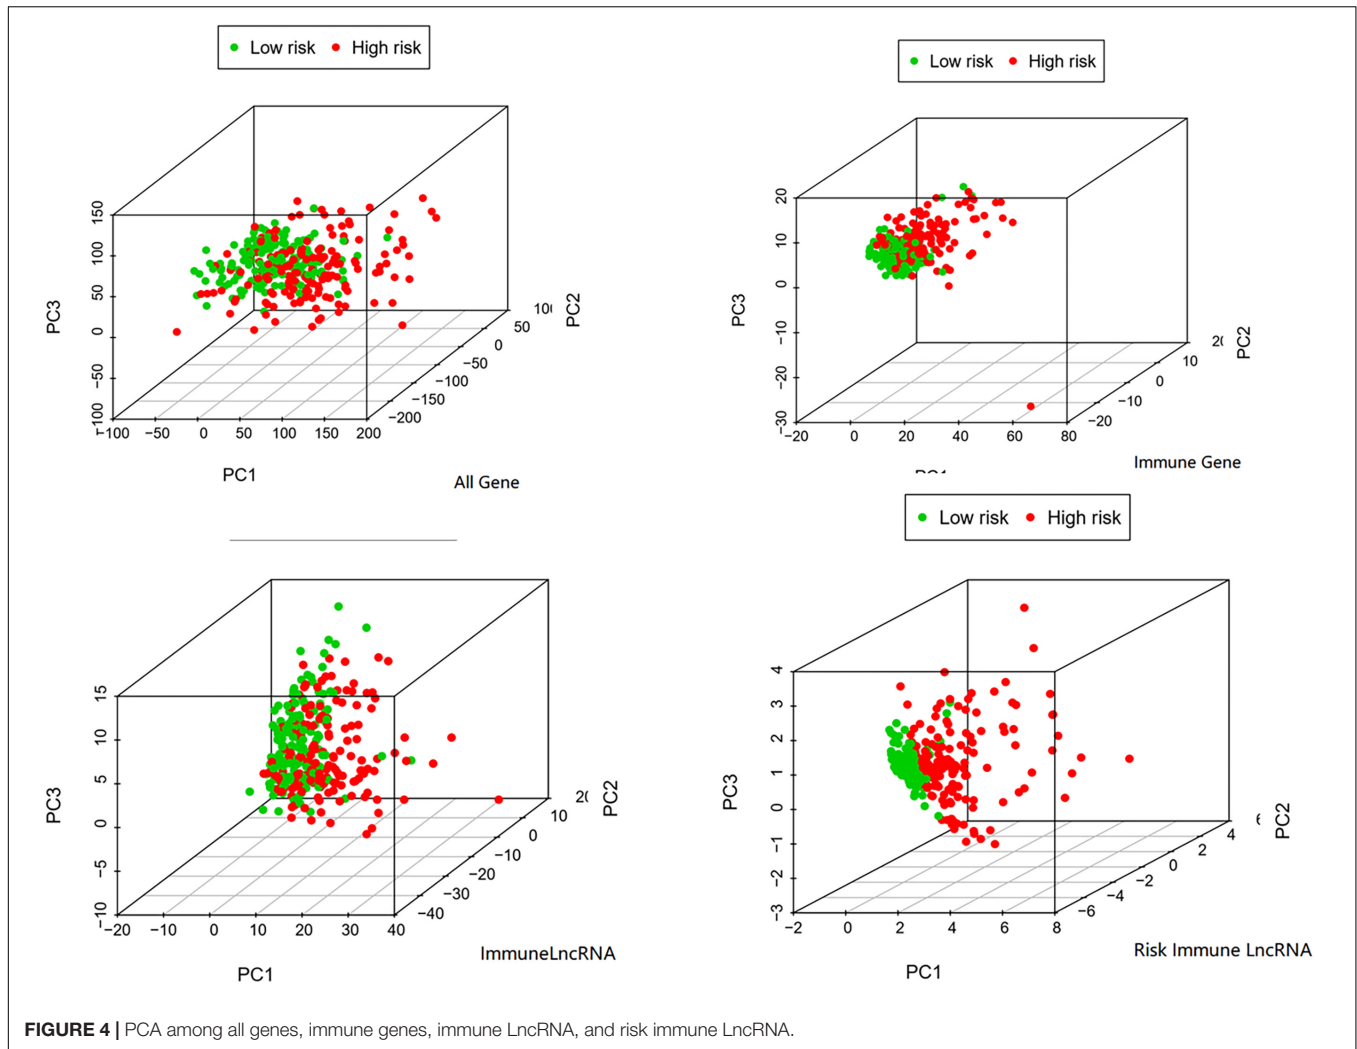 Low risk High risk
PC3
150
100
50
0
−50
−100
−100 −50 0 50 100 150 200
PC1
−200
−150
−100
−50
0
50
PC2
All Gene
Low risk High risk
PC3
20
10
0
−10
−20
−30
−20 0 20 40 60 80
−20
−10
0
10
PC2
Immune Gene
PC3
15
10
5
0
−5
−10
−20 −10 0 10 20 30 40
PC1
−40
−30
−20
−10
0
10
PC2
ImmuneLncRNA
Low risk High risk
PC3
4
3
2
1
0
−1
−2
−3
−2 0 2 4 6 8
PC1
−6
−4
−2
0
2
4
PC2
Risk Immune LncRNA
FIGURE 4 | PCA among all genes, immune genes, immune LncRNA, and risk immune LncRNA.